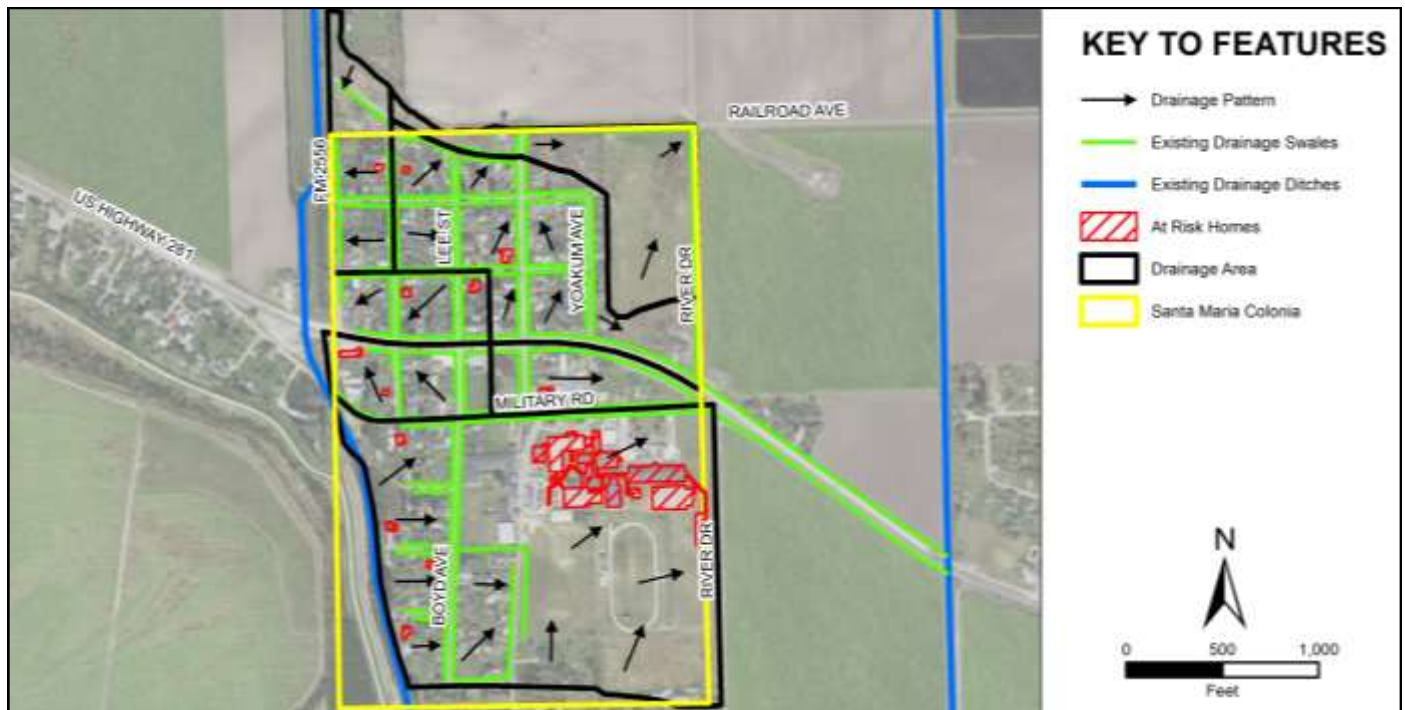 KEY TO FEATURES
Drainage Pattern
Existing Drainage Swales
Existing Drainage Ditches
At Risk Homes
Drainage Area
Santa Maria Colonia
N
0 500 1,000
Feet
RAILROAD AVE
FM 2556
US HIGHWAY 281
LEE ST
YOAKUM AVE
RIVER DR
MILITARY RD
BOYD AVE
RIVER DR